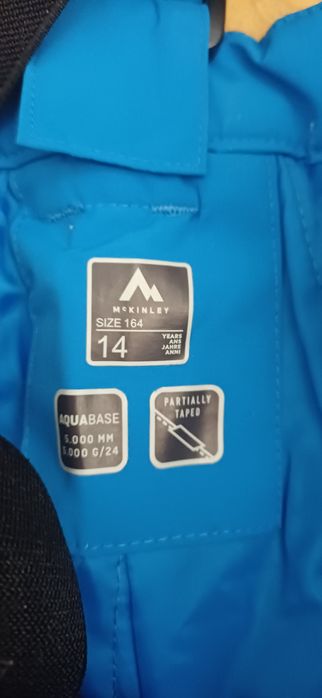 McKINLEY
SIZE 164
14
YEARS
ANS
JAHRE
ANNI
AQUABASE
5.000 MM
5.000 G/24
PARTIALLY
TAPED